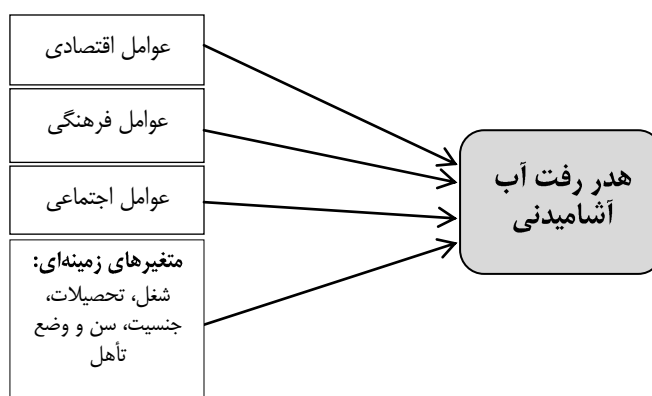 عوامل اقتصادی
عوامل فرهنگی
عوامل اجتماعی
متغیرهای زمینه‌ای:
شغل، تحصیلات،
جنسیت، سن و وضع
تأهل
هدر رفت آب
آشامیدنی